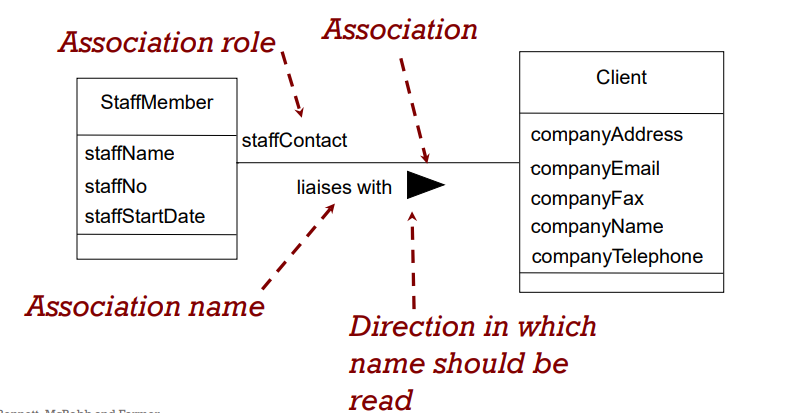 Association role
Association
StaffMember
staffName
staffNo
staffStartDate
staffContact
liaises with
Client
companyAddress
companyEmail
companyFax
companyName
companyTelephone
Association name
Direction in which
name should be
read